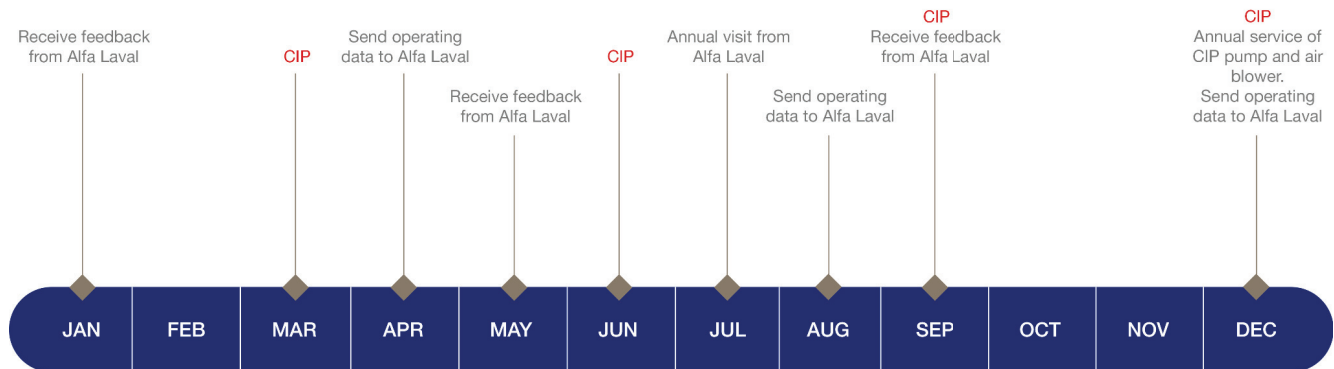 Receive feedback
from Alfa Laval
CIP
Send operating
data to Alfa Laval
Receive feedback
from Alfa Laval
CIP
Annual visit from
Alfa Laval
Send operating
data to Alfa Laval
CIP
Receive feedback
from Alfa Laval
CIP
Annual service of
CIP pump and air
blower.
Send operating
data to Alfa Laval
JAN
FEB
MAR
APR
MAY
JUN
JUL
AUG
SEP
OCT
NOV
DEC